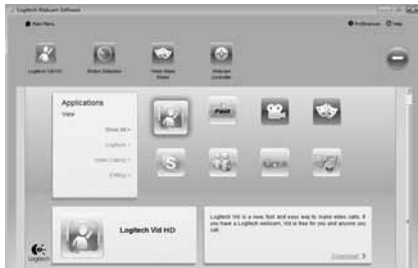 Logitech Webcam Software
Main Menu
Preferences Help
Logitech Vid HD
Motion Detection
Video Mask Maker
Webcam Controller
Applications
View
Show All >
Logitech >
Video Calling >
Editing >
Logitech Vid HD
Logitech Vid is a new, fast and easy way to make video calls. If
you have a Logitech webcam, Vid is free for you and anyone you
call.
Download >
Logitech